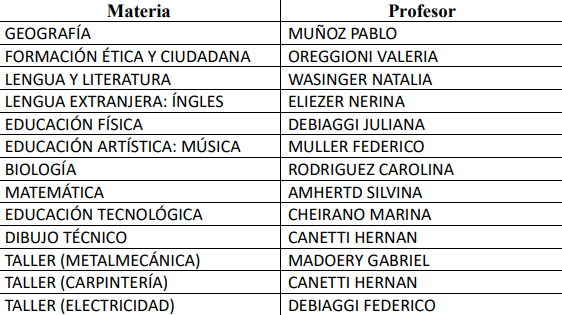 Materia Profesor
GEOGRAFÍA MUÑOZ PABLO
FORMACIÓN ÉTICA Y CIUDADANA OREGGIONI VALERIA
LENGUA Y LITERATURA WASINGER NATALIA
LENGUA EXTRANJERA: ÍNGLES ELIEZER NERINA
EDUCACIÓN FÍSICA DEBIAGGI JULIANA
EDUCACIÓN ARTÍSTICA: MÚSICA MULLER FEDERICO
BIOLOGÍA RODRIGUEZ CAROLINA
MATEMÁTICA AMHERTD SILVINA
EDUCACIÓN TECNOLÓGICA CHEIRANO MARINA
DIBUJO TÉCNICO CANETTI HERNAN
TALLER (METALMECÁNICA) MADOERY GABRIEL
TALLER (CARPINTERÍA) CANETTI HERNAN
TALLER (ELECTRICIDAD) DEBIAGGI FEDERICO